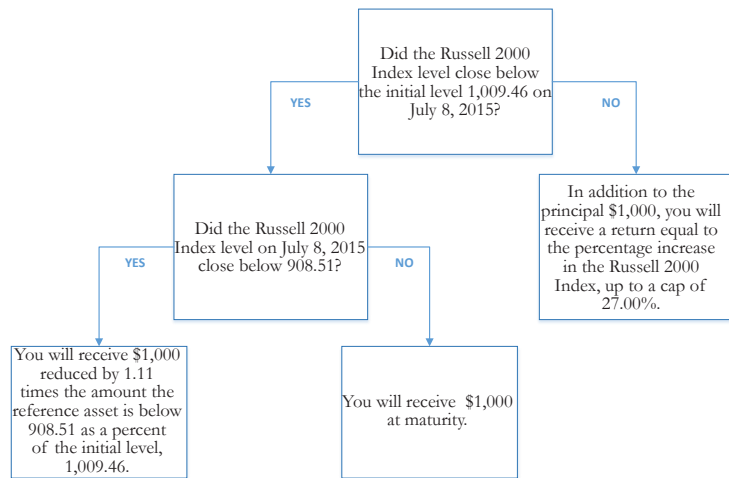 Did the Russell 2000
Index level close below
the initial level 1,009.46 on
July 8, 2015?
YES
NO
Did the Russell 2000
Index level on July 8, 2015
close below 908.51?
In addition to the
principal $1,000, you will
receive a return equal to
the percentage increase
in the Russell 2000
Index, up to a cap of
27.00%.
YES
NO
You will receive $1,000
reduced by 1.11
times the amount the
reference asset is below
908.51 as a percent
of the initial level,
1,009.46.
You will receive $1,000
at maturity.